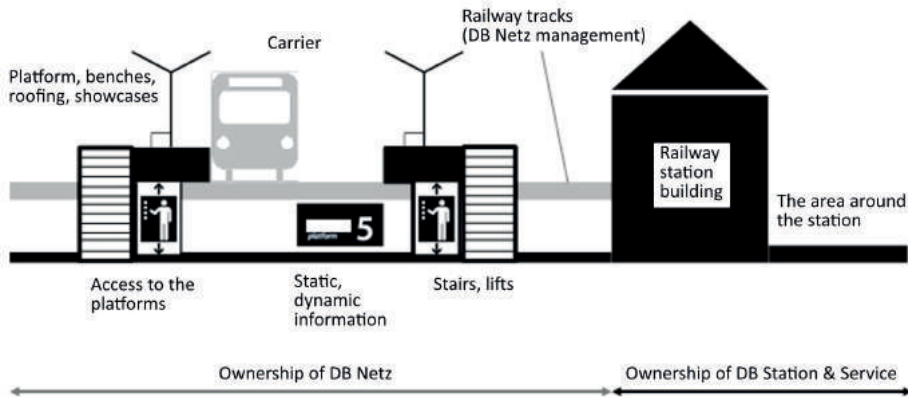 Railway tracks
(DB Netz management)
Carrier
Platform, benches,
roofing, showcases
Railway
station
building
The area around
the station
platform
5
Access to the
platforms
Static,
dynamic
information
Stairs, lifts
Ownership of DB Netz
Ownership of DB Station & Service